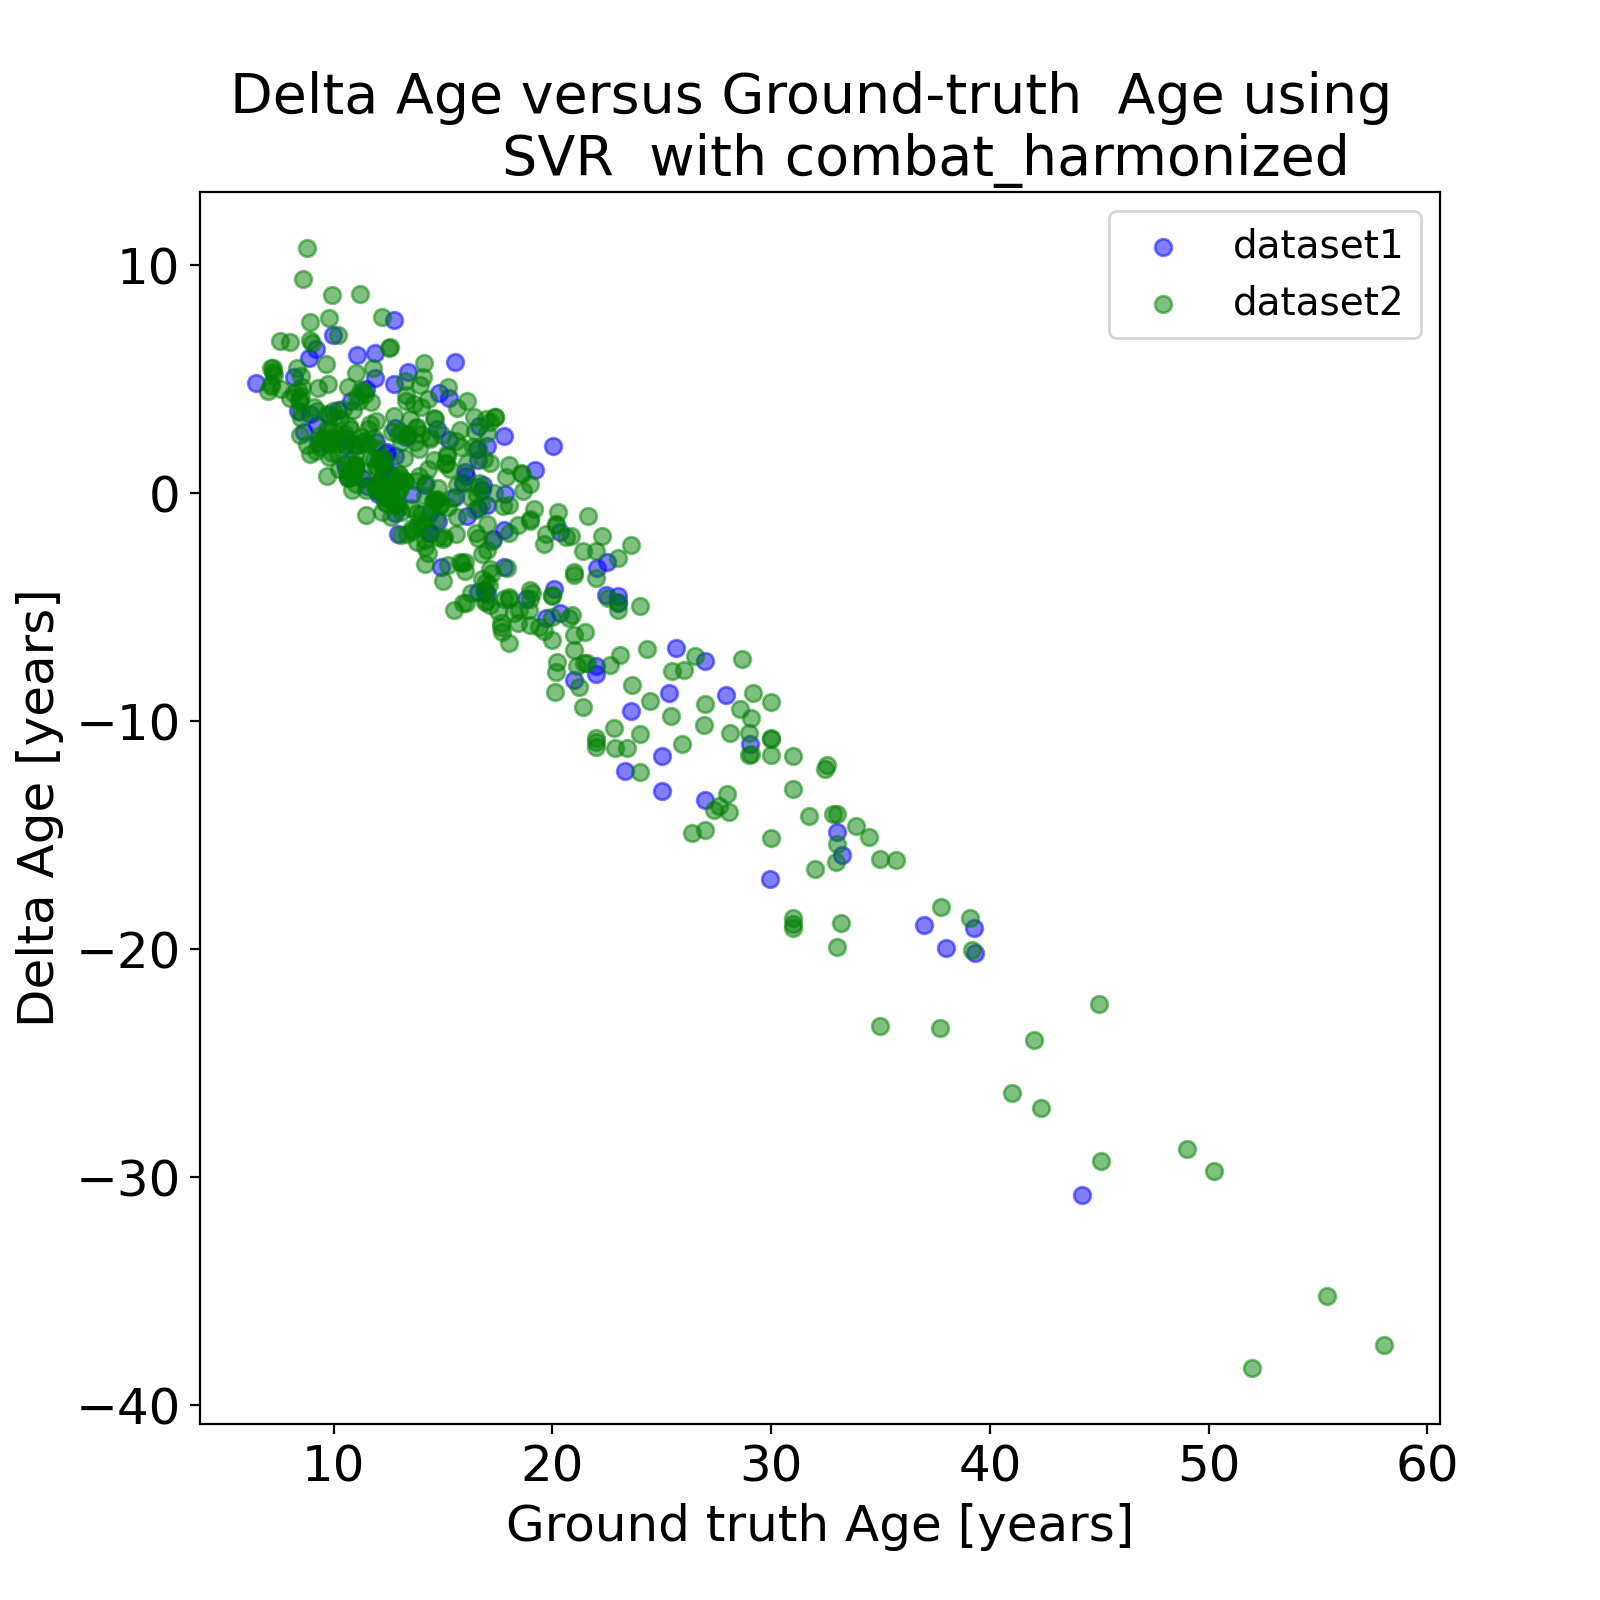 Delta Age versus Ground-truth  Age using
SVR  with combat_harmonized
dataset1
dataset2
10
0
−10
−20
−30
−40
Delta Age [years]
10 20 30 40 50 60
Ground truth Age [years]